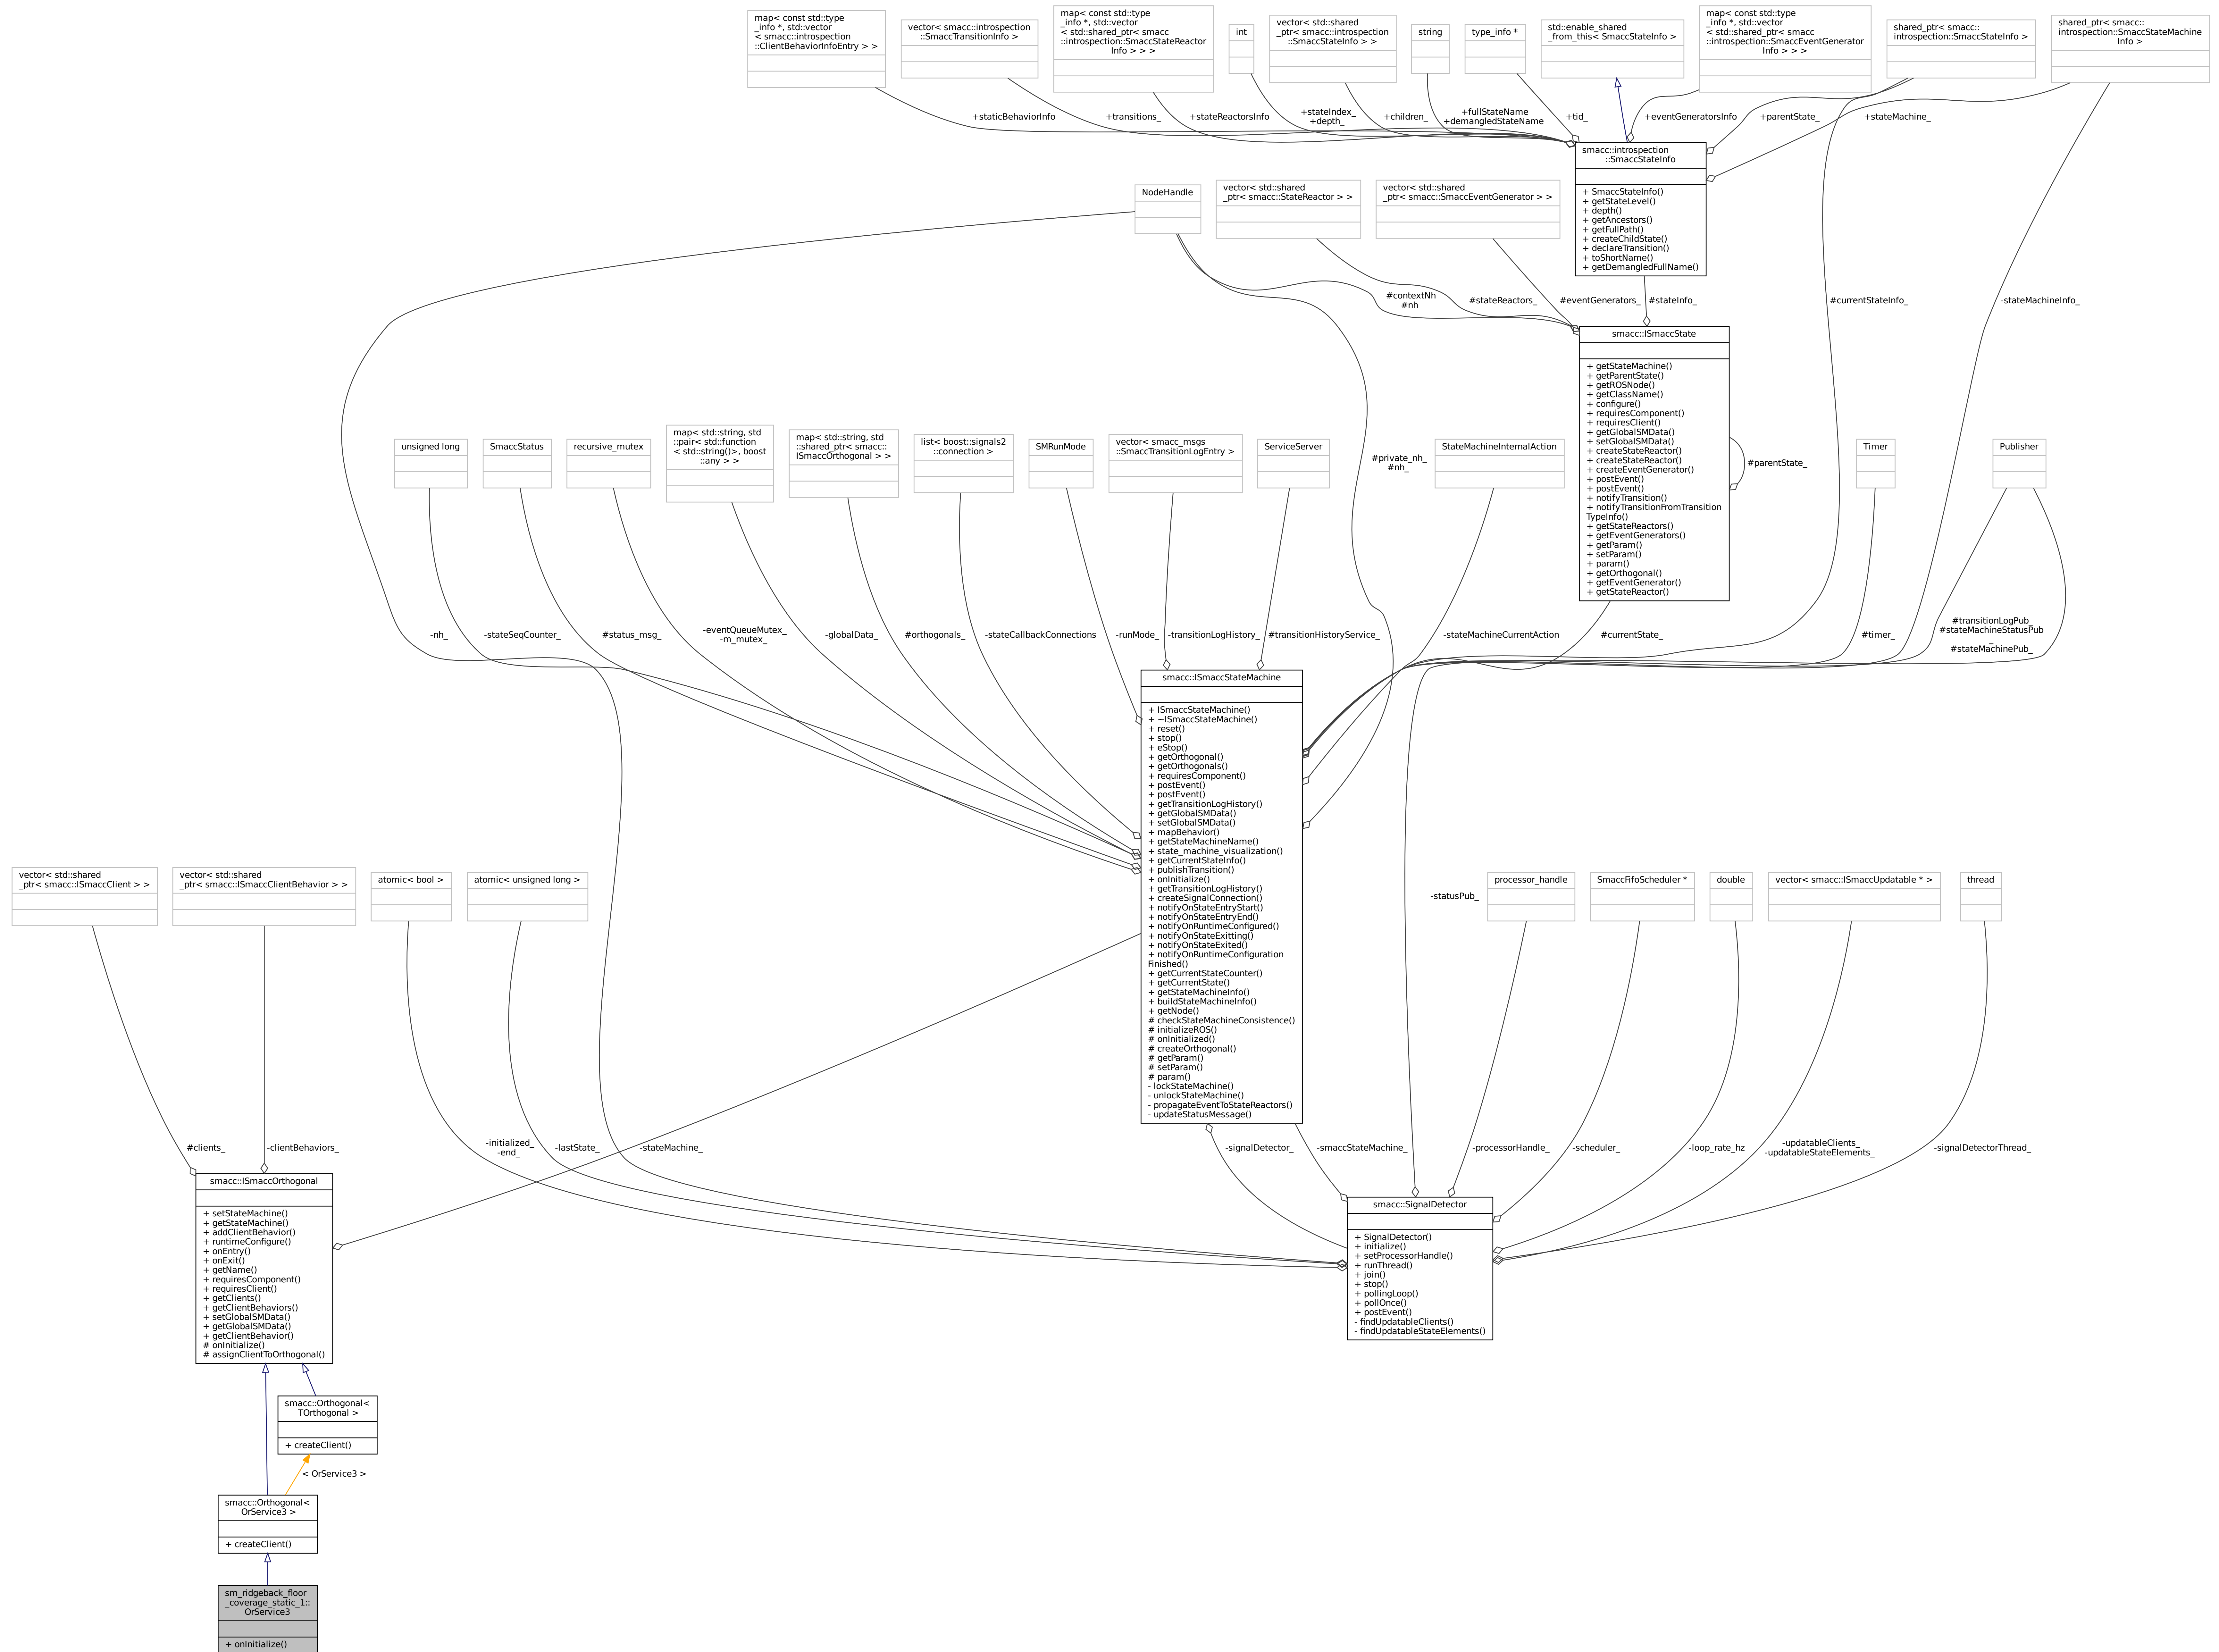 map< const std::type
_info *, std::vector
< smacc::introspection
::ClientBehaviorInfoEntry > >
vector< smacc::introspection
::SmaccTransitionInfo >
map< const std::type
_info *, std::vector
< std::shared_ptr< smacc
::introspection::SmaccStateReactor
Info > > >
int
vector< std::shared
_ptr< smacc::introspection
::SmaccStateInfo > >
string
type_info *
std::enable_shared
_from_this< SmaccStateInfo >
map< const std::type
_info *, std::vector
< std::shared_ptr< smacc
::introspection::SmaccEventGenerator
Info > > >
shared_ptr< smacc::
introspection::SmaccStateInfo >
shared_ptr< smacc::
introspection::SmaccStateMachine
Info >
+staticBehaviorInfo
+transitions_
+stateReactorsInfo
+stateIndex_
+depth_
+children_
+fullStateName
+demangledStateName
+tid_
+eventGeneratorsInfo
+parentState_
+stateMachine_
smacc::introspection
::SmaccStateInfo
+ SmaccStateInfo()
+ getStateLevel()
+ depth()
+ getAncestors()
+ getFullPath()
+ createChildState()
+ declareTransition()
+ toShortName()
+ getDemangledFullName()
NodeHandle
vector< std::shared
_ptr< smacc::StateReactor > >
vector< std::shared
_ptr< smacc::SmaccEventGenerator > >
#contextNh
#nh
#stateReactors_
#eventGenerators_
#stateInfo_
#currentStateInfo_
-stateMachineInfo_
smacc::ISmaccState
+ getStateMachine()
+ getParentState()
+ getROSNode()
+ getClassName()
+ configure()
+ requiresComponent()
+ requiresClient()
+ getGlobalSMData()
+ setGlobalSMData()
+ createStateReactor()
+ createStateReactor()
+ createEventGenerator()
+ postEvent()
+ postEvent()
+ notifyTransition()
+ notifyTransitionFromTransition
TypeInfo()
+ getStateReactors()
+ getEventGenerators()
+ getParam()
+ setParam()
+ param()
+ getOrthogonal()
+ getEventGenerator()
+ getStateReactor()
#parentState_
unsigned long
SmaccStatus
recursive_mutex
map< std::string, std
::pair< std::function
< std::string()>, boost
::any > >
map< std::string, std
::shared_ptr< smacc::
ISmaccOrthogonal > >
list< boost::signals2
::connection >
SMRunMode
vector< smacc_msgs
::SmaccTransitionLogEntry >
ServiceServer
#private_nh_
#nh_
StateMachineInternalAction
Timer
Publisher
-nh_
-stateSeqCounter_
#status_msg_
-eventQueueMutex_
-m_mutex_
-globalData_
#orthogonals_
-stateCallbackConnections
-runMode_
-transitionLogHistory_
#transitionHistoryService_
-stateMachineCurrentAction
#currentState_
#timer_
#transitionLogPub_
#stateMachineStatusPub
_
#stateMachinePub_
smacc::ISmaccStateMachine
+ ISmaccStateMachine()
+ ~ISmaccStateMachine()
+ reset()
+ stop()
+ eStop()
+ getOrthogonal()
+ getOrthogonals()
+ requiresComponent()
+ postEvent()
+ postEvent()
+ getTransitionLogHistory()
+ getGlobalSMData()
+ setGlobalSMData()
+ mapBehavior()
+ getStateMachineName()
+ state_machine_visualization()
+ getCurrentStateInfo()
+ publishTransition()
+ onInitialize()
+ getTransitionLogHistory()
+ createSignalConnection()
+ notifyOnStateEntryStart()
+ notifyOnStateEntryEnd()
+ notifyOnRuntimeConfigured()
+ notifyOnStateExitting()
+ notifyOnStateExited()
+ notifyOnRuntimeConfiguration
Finished()
+ getCurrentStateCounter()
+ getCurrentState()
+ getStateMachineInfo()
+ buildStateMachineInfo()
+ getNode()
# checkStateMachineConsistence()
# initializeROS()
# onInitialized()
# createOrthogonal()
# getParam()
# setParam()
# param()
- lockStateMachine()
- unlockStateMachine()
- propagateEventToStateReactors()
- updateStatusMessage()
vector< std::shared
_ptr< smacc::ISmaccClient > >
vector< std::shared
_ptr< smacc::ISmaccClientBehavior > >
atomic< bool >
atomic< unsigned long >
-statusPub_
processor_handle
SmaccFifoScheduler *
double
vector< smacc::ISmaccUpdatable * >
thread
#clients_
-clientBehaviors_
-initialized_
-end_
-lastState_
-stateMachine_
-signalDetector_
-smaccStateMachine_
-processorHandle_
-scheduler_
-loop_rate_hz
-updatableClients_
-updatableStateElements_
-signalDetectorThread_
smacc::ISmaccOrthogonal
+ setStateMachine()
+ getStateMachine()
+ addClientBehavior()
+ runtimeConfigure()
+ onEntry()
+ onExit()
+ getName()
+ requiresComponent()
+ requiresClient()
+ getClients()
+ getClientBehaviors()
+ setGlobalSMData()
+ getGlobalSMData()
+ getClientBehavior()
# onInitialize()
# assignClientToOrthogonal()
smacc::SignalDetector
+ SignalDetector()
+ initialize()
+ setProcessorHandle()
+ runThread()
+ join()
+ stop()
+ pollingLoop()
+ pollOnce()
+ postEvent()
- findUpdatableClients()
- findUpdatableStateElements()
smacc::Orthogonal<
TOrthogonal >
+ createClient()
< OrService3 >
smacc::Orthogonal<
OrService3 >
+ createClient()
sm_ridgeback_floor
_coverage_static_1::
OrService3
+ onInitialize()